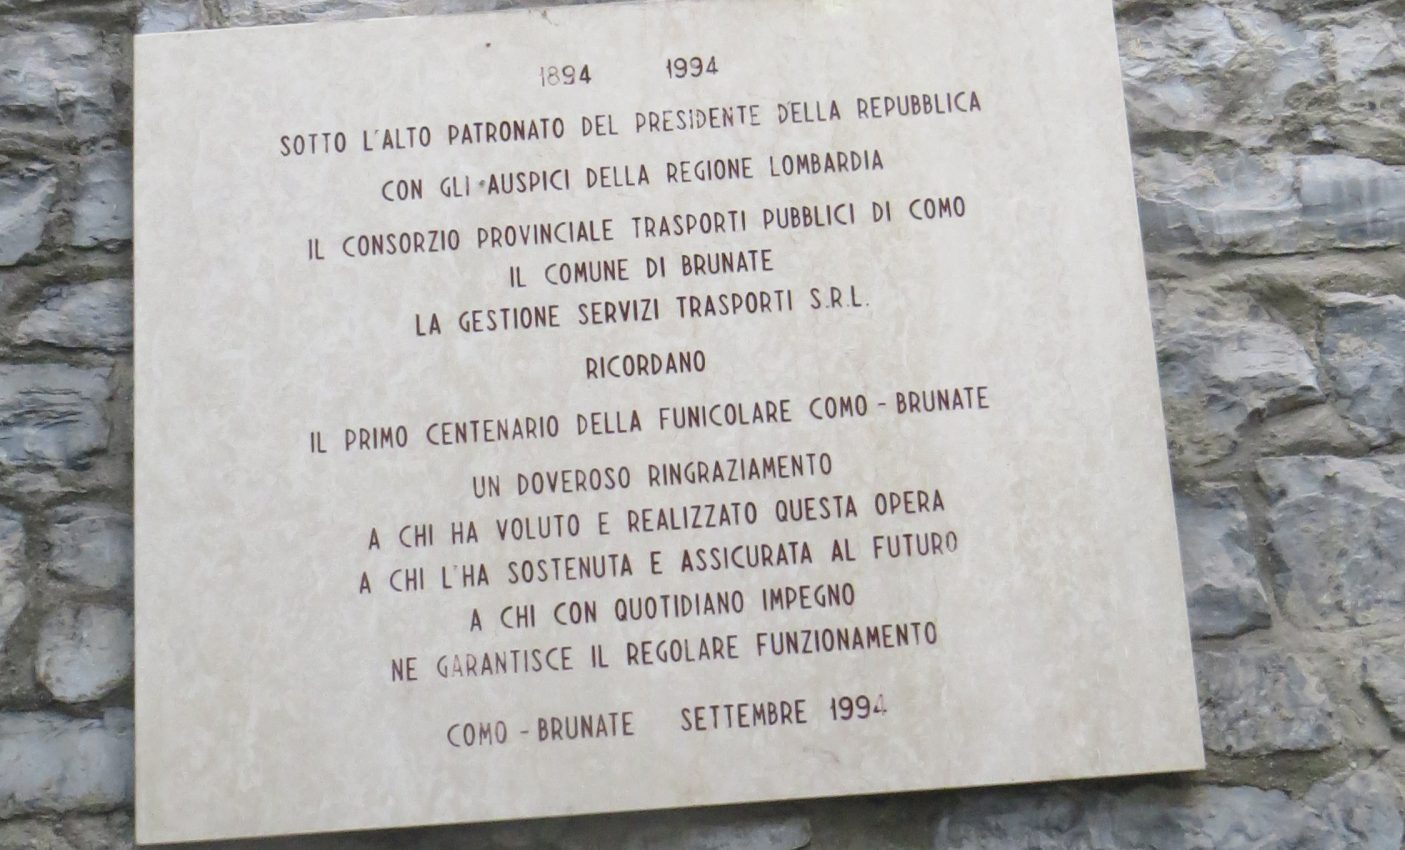 1894 1994
SOTTO L'ALTO PATRONATO DEL PRESIDENTE DELLA REPUBBLICA
CON GLI AUSPICI DELLA REGIONE LOMBARDIA
IL CONSORZIO PROVINCIALE TRASPORTI PUBBLICI DI COMO
IL COMUNE DI BRUNATE
LA GESTIONE SERVIZI TRASPORTI S.R.L.
RICORDANO
IL PRIMO CENTENARIO DELLA FUNICOLARE COMO - BRUNATE
UN DOVEROSO RINGRAZIAMENTO
A CHI HA VOLUTO E REALIZZATO QUESTA OPERA
A CHI L'HA SOSTENUTA E ASSICURATA AL FUTURO
A CHI CON QUOTIDIANO IMPEGNO
NE GARANTISCE IL REGOLARE FUNZIONAMENTO
COMO - BRUNATE SETTEMBRE 1994